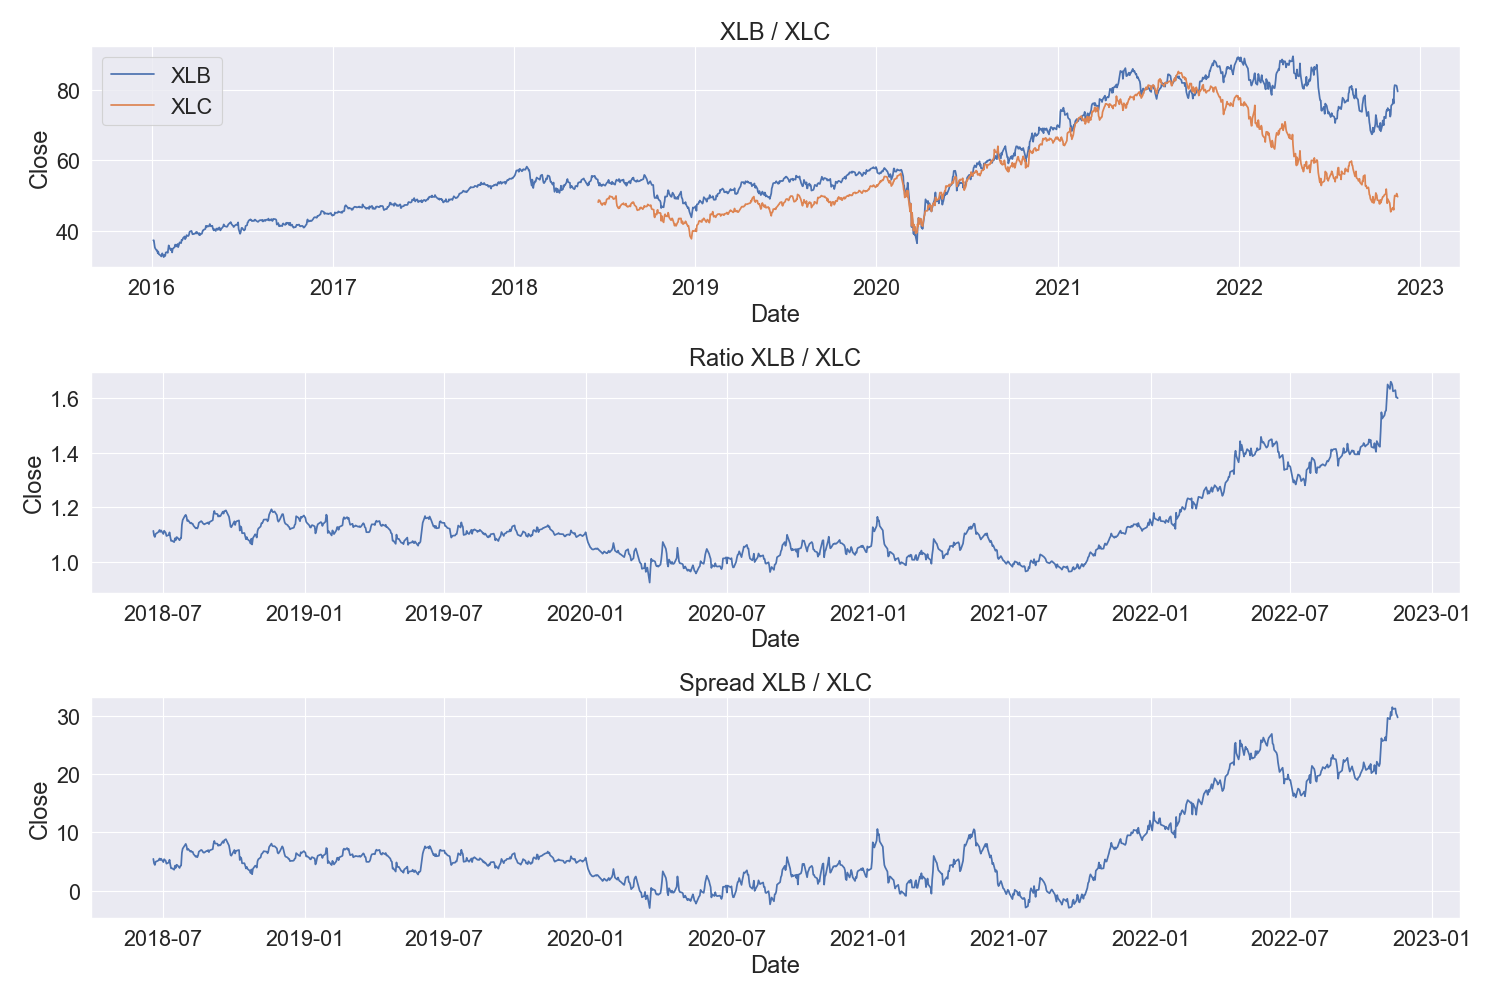 XLB / XLC
XLB
XLC
80
60
40
Close
2016 2017 2018 2019 2020 2021 2022 2023
Date
Ratio XLB / XLC
1.6
1.4
1.2
1.0
Close
2018-07 2019-01 2019-07 2020-01 2020-07 2021-01 2021-07 2022-01 2022-07 2023-01
Date
Spread XLB / XLC
30
20
10
0
Close
2018-07 2019-01 2019-07 2020-01 2020-07 2021-01 2021-07 2022-01 2022-07 2023-01
Date